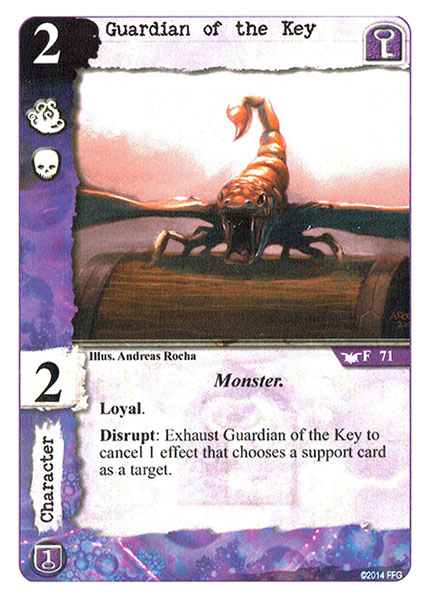 2
Guardian of the Key
Illus. Andreas Rocha
F 71
2
Monster.
Loyal.
Disrupt: Exhaust Guardian of the Key to
cancel 1 effect that chooses a support card
as a target.
Character
1
©2014 FFG